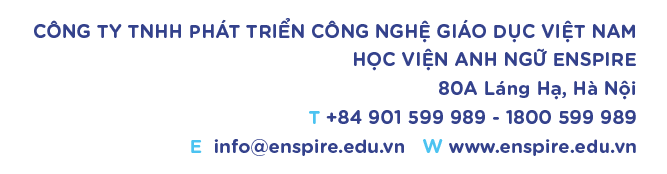 CÔNG TY TNHH PHÁT TRIỂN CÔNG NGHỆ GIÁO DỤC VIỆT NAM
HỌC VIỆN ANH NGỮ ENSPIRE
80A Láng Hạ, Hà Nội
T +84 901 599 989 - 1800 599 989
E info@enspire.edu.vn W www.enspire.edu.vn